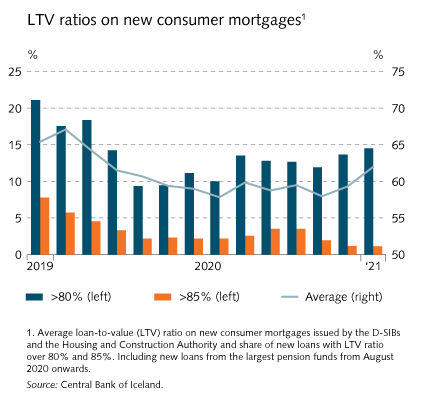 LTV ratios on new consumer mortgages¹
% %
25 75
20 70
15 65
10 60
5 55
0 50
2019 2020 '21
>80% (left) >85% (left) Average (right)
1. Average loan-to-value (LTV) ratio on new consumer mortgages issued by the D-SIBs
and the Housing and Construction Authority and share of new loans with LTV ratio
over 80% and 85%. Including new loans from the largest pension funds from August
2020 onwards.
Source: Central Bank of Iceland.